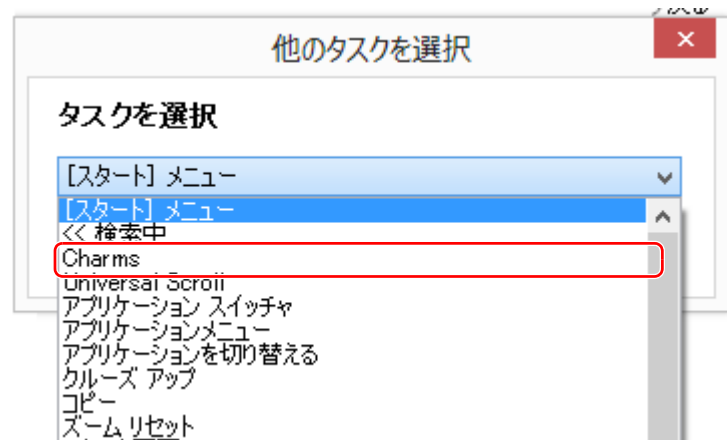 他のタスクを選択
タスクを選択
[スタート] メニュー
[スタート] メニュー
<< 検索中
Charms
Universal Scroll
アプリケーション スイッチャ
アプリケーションメニュー
アプリケーションを切り替える
クルーズ アップ
コピー
ズーム リセット